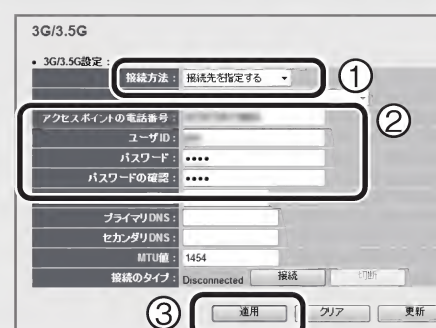 3G/3.5G
• 3G/3.5G設定：
接続方法： 接続先を指定する ①
アクセスポイントの電話番号： ②
ユーザID：
パスワード： ••••
パスワードの確認： ••••
プライマリDNS：
セカンダリDNS：
MTU値： 1454
接続のタイプ： Disconnected 接続 切断
③ 適用 クリア 更新